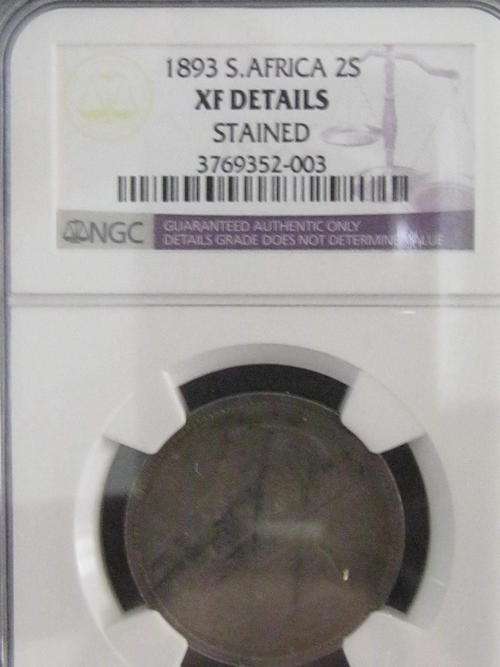 1893 S.AFRICA 2S
XF DETAILS
STAINED
3769352-003
NGC
GUARANTEED AUTHENTIC ONLY
DETAILS GRADE DOES NOT DETERMINE VALUE